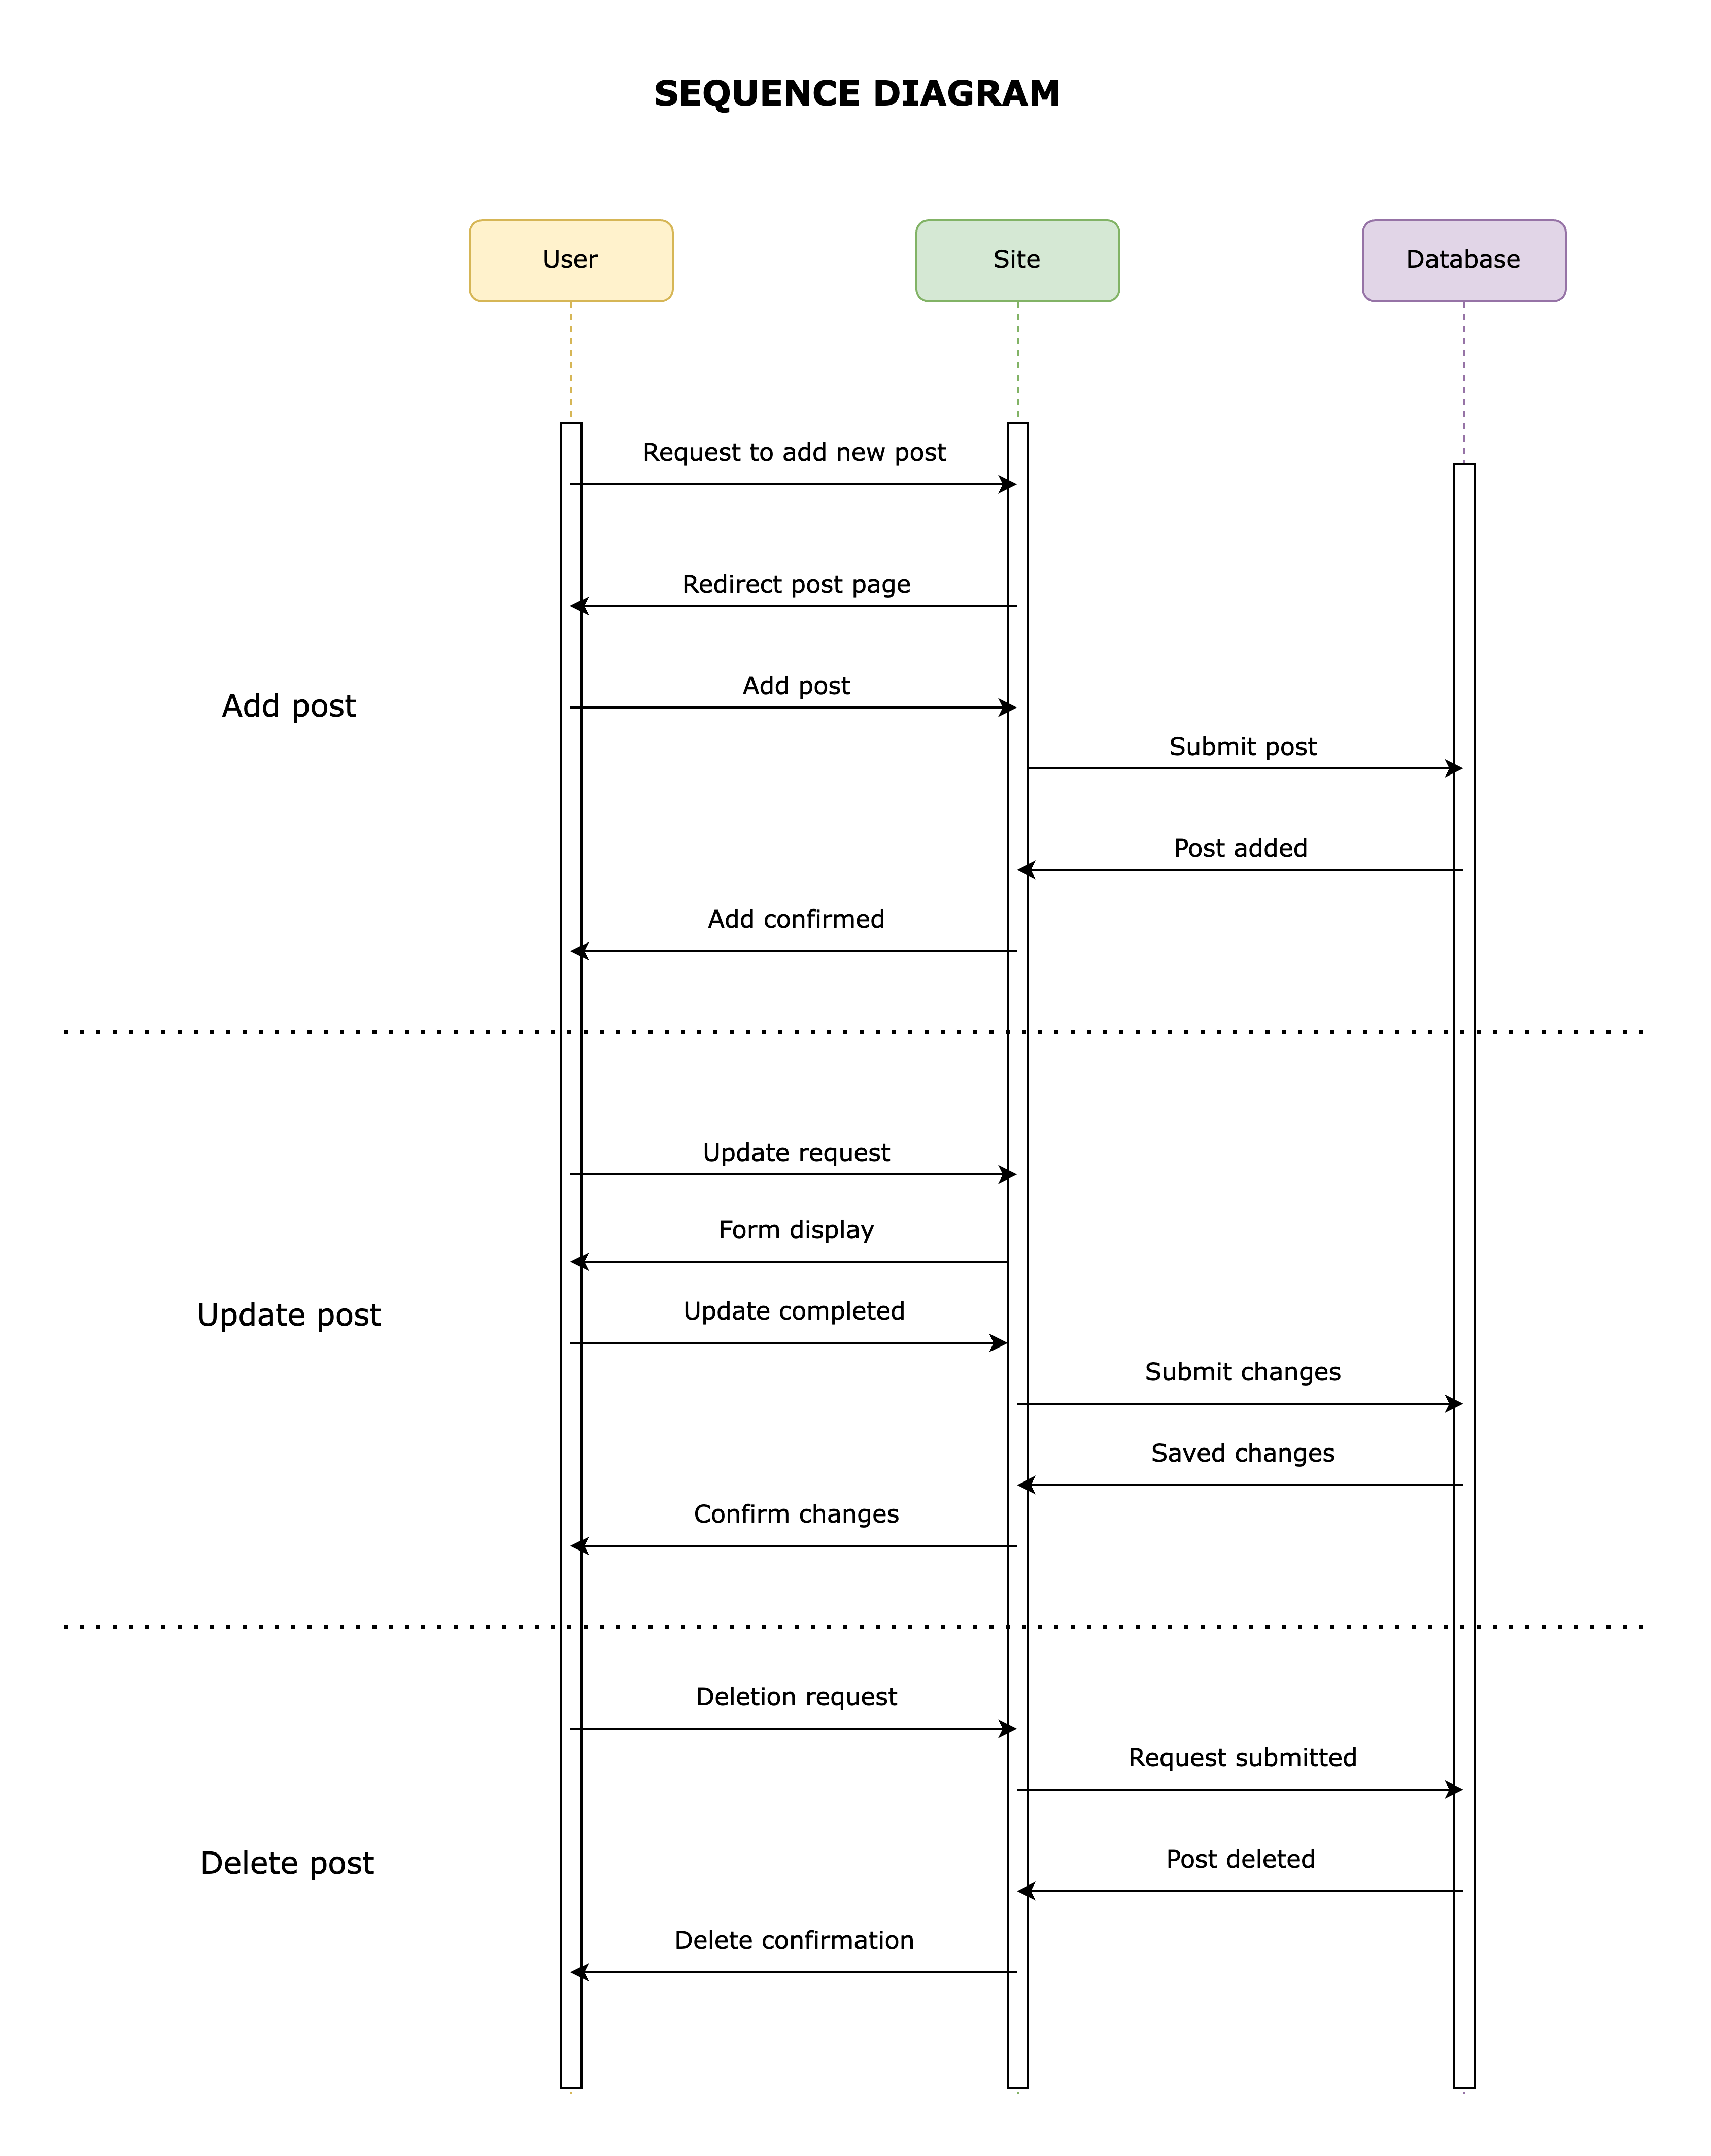 SEQUENCE DIAGRAM
User
Site
Database
Request to add new post
Redirect post page
Add post
Add post
Submit post
Post added
Add confirmed
Update request
Form display
Update post
Update completed
Submit changes
Saved changes
Confirm changes
Deletion request
Request submitted
Delete post
Post deleted
Delete confirmation